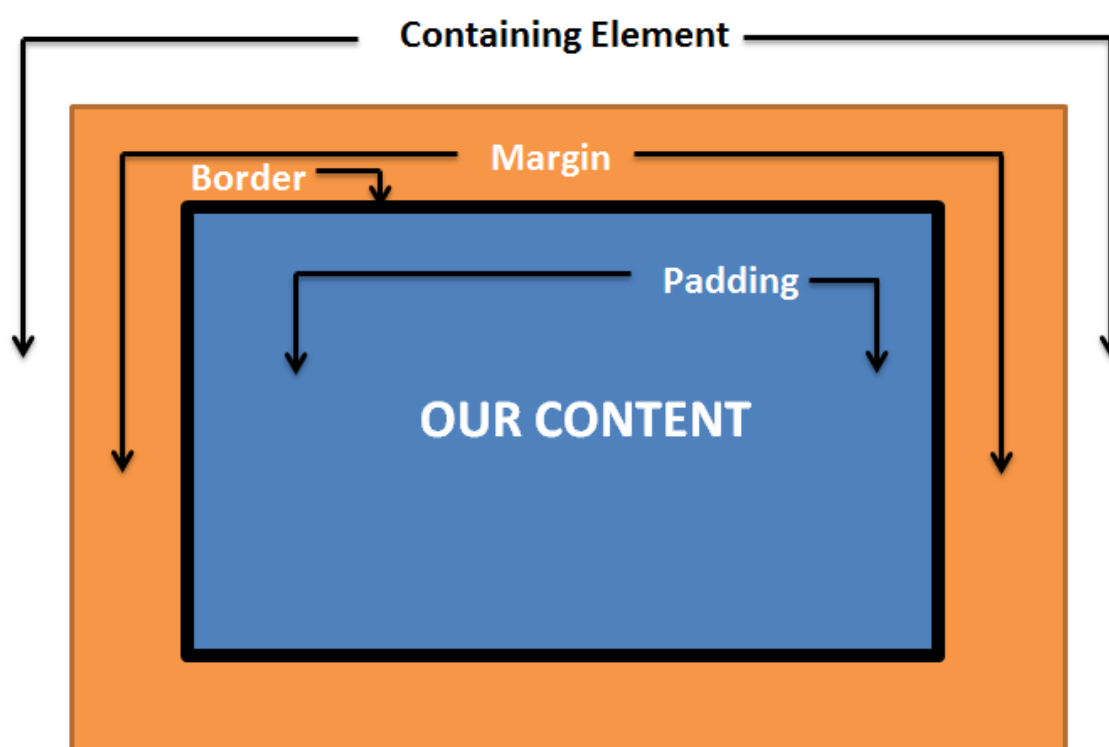 Containing Element
Margin
Border
Padding
OUR CONTENT